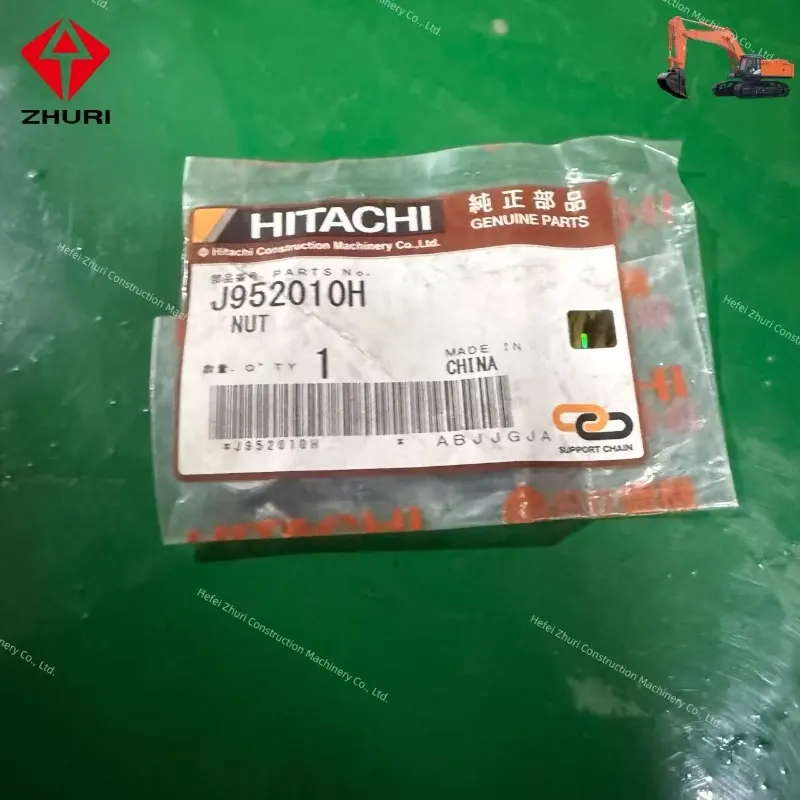 Co., Ltd.
Construction Machinery Co., Ltd.
ZHURI
純正部品
HITACHI
GENUINE PARTS
Hitachi Construction Machinery Co.,Ltd.
部品番号. PARTS No.
J952010H
NUT
数量. Q'TY 1
MADE IN
CHINA
*J952010H * ABJJGJA
SUPPORT CHAIN
HITACHI
Hefei Zhuri Construction Machinery
Hefei Zhuri Construction Machinery Co., Ltd.
Hefei Zhuri Construction Machinery Co., Ltd.
Co., Ltd.